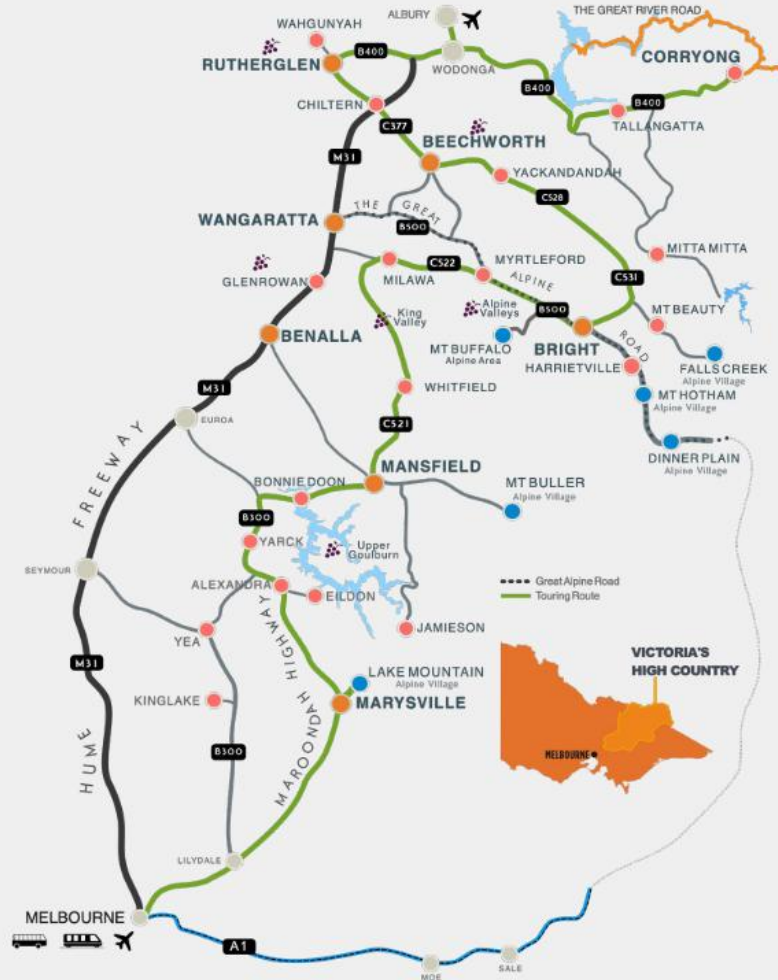 ALBURY
THE GREAT RIVER ROAD
WAHGUNYAH
RUTHERGLEN
B400
WODONGA
CORRYONG
B400
B400
CHILTERN
TALLANGATTA
C377
BEECHWORTH
M31
YACKANDANDAH
C528
THE GREAT
WANGARATTA
B500
MITTA MITTA
C522
MYRTLEFORD
GLENROWAN
MILAWA
ALPINE
C531
King
Valley
Alpine
Valleys
B500
MT BEAUTY
BENALLA
MT BUFFALO
Alpine Area
BRIGHT
ROAD
HARRIETVILLE
FALLS CREEK
Alpine Village
M31
WHITFIELD
MT HOTHAM
Alpine Village
EUROA
C521
DINNER PLAIN
Alpine Village
FREEWAY
MANSFIELD
BONNIE DOON
MT BULLER
Alpine Village
B300
YARCK
Upper
Goulburn
SEYMOUR
ALEXANDRA
EILDON
Great Alpine Road
Touring Route
YEA
JAMIESON
M31
MAROONDAH HIGHWAY
VICTORIA'S
HIGH COUNTRY
LAKE MOUNTAIN
Alpine Village
KINGLAKE
MARYSVILLE
HUME
B300
MELBOURNE
LILYDALE
MELBOURNE
A1
MOE
SALE